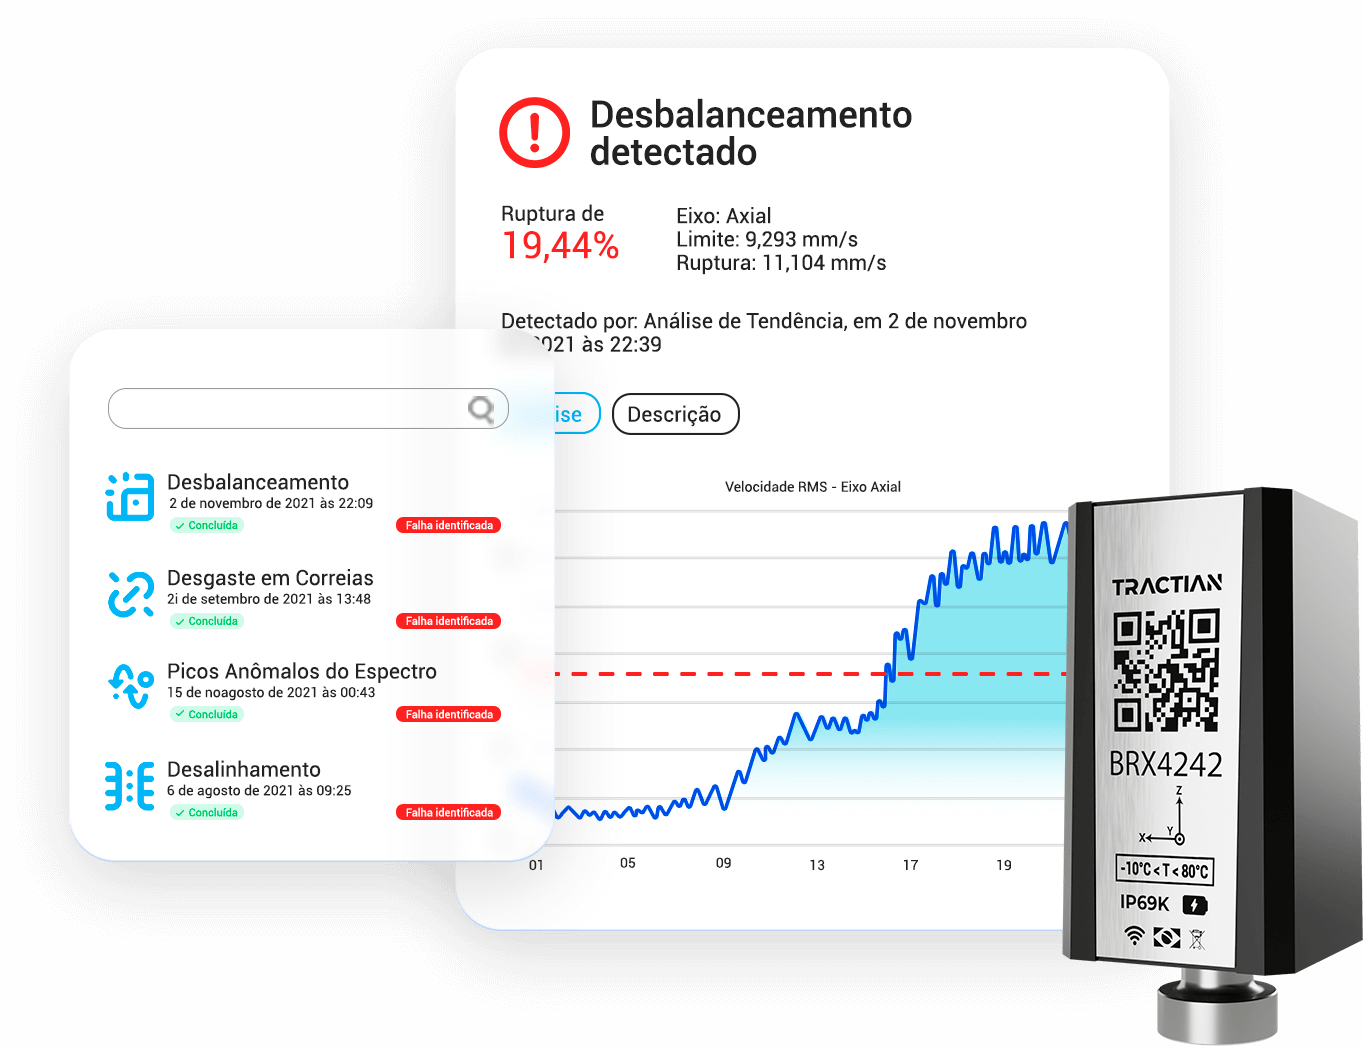 Desbalanceamento
detectado
Ruptura de
19,44%
Eixo: Axial
Limite: 9,293 mm/s
Ruptura: 11,104 mm/s
Detectado por: Análise de Tendência, em 2 de novembro
2021 às 22:39
ise
Descrição
Velocidade RMS - Eixo Axial
01
05
09
13
17
19
Desbalanceamento
2 de novembro de 2021 às 22:09
Concluída
Falha identificada
Desgaste em Correias
2i de setembro de 2021 às 13:48
Concluída
Falha identificada
Picos Anômalos do Espectro
15 de noagosto de 2021 às 00:43
Concluída
Falha identificada
Desalinhamento
6 de agosto de 2021 às 09:25
Concluída
Falha identificada
TRACTIAN
BRX4242
Z
X Y
-10°C < T < 80°C
IP69K